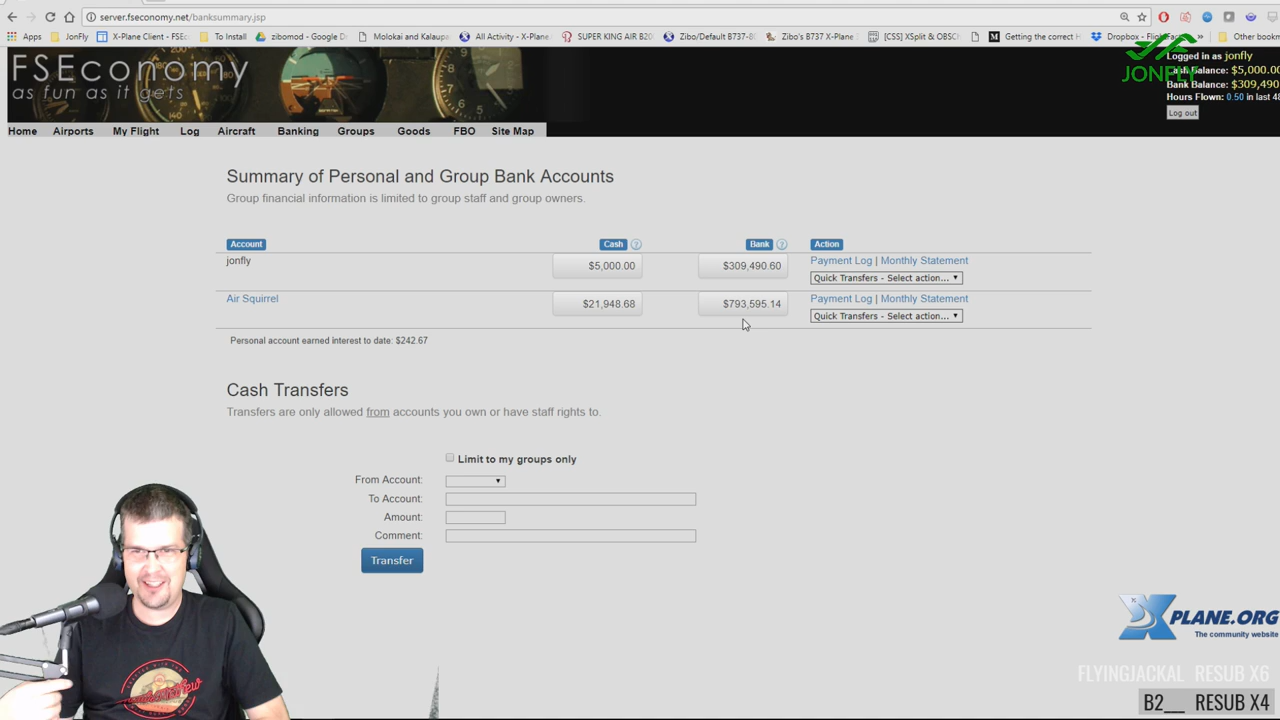 server.fseconomy.net/banksummary.jsp
Apps JonFly X-Plane Client - FSEc To Install zibomod - Google D Molokai and Kalaupa All Activity - X-Plane SUPER KING AIR B20 Zibo/Default B737-8 Zibo's B737 X-Plane [CSS] XSplit & OBSC Getting the correct H Dropbox - FlightFact Other bookm
FSEconomy
as fun as it gets
JONFLY
Logged in as jonfly
Cash Balance: $5,000.00
Bank Balance: $309,490
Hours Flown: 0.50 in last 48
Log out
Home Airports My Flight Log Aircraft Banking Groups Goods FBO Site Map
Summary of Personal and Group Bank Accounts
Group financial information is limited to group staff and group owners.
Account Cash ? Bank ? Action
jonfly $5,000.00 $309,490.60 Payment Log | Monthly Statement
Quick Transfers - Select action...
Air Squirrel $21,948.68 $793,595.14 Payment Log | Monthly Statement
Quick Transfers - Select action...
Personal account earned interest to date: $242.67
Cash Transfers
Transfers are only allowed from accounts you own or have staff rights to.
Limit to my groups only
From Account:
To Account:
Amount:
Comment:
Transfer
X PLANE.ORG
The community website
FLYINGJACKAL RESUB X6
B2__ RESUB X4